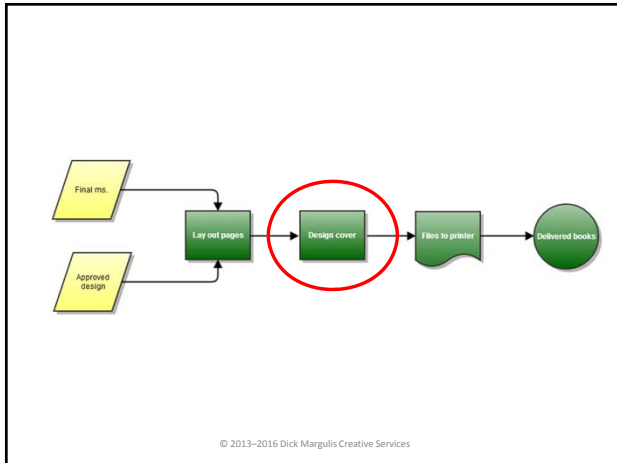 Final ms.
Lay out pages
Design cover
Files to printer
Delivered books
Approved
design
© 2013–2016 Dick Margulis Creative Services